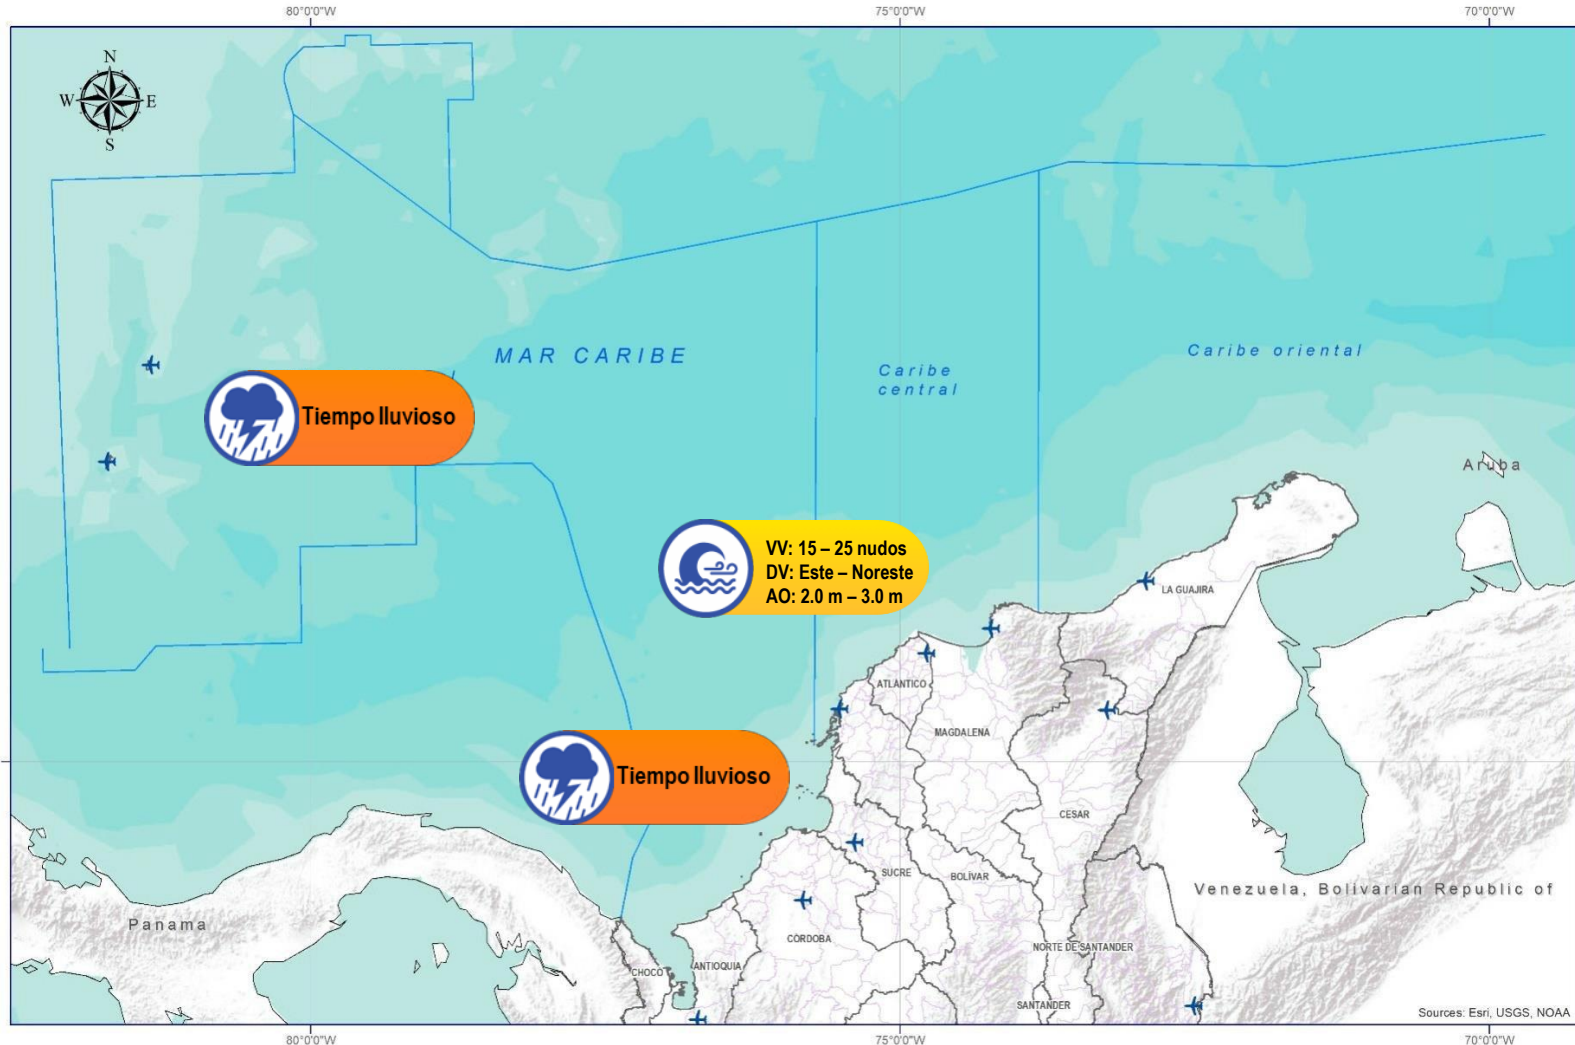 80°0'0"W
75°0'0"W
70°0'0"W
N
W
E
S
MAR CARIBE
Caribe
central
Caribe oriental
Tiempo lluvioso
Aruba
VV: 15 – 25 nudos
DV: Este – Noreste
AO: 2.0 m – 3.0 m
LA GUAJIRA
ATLÁNTICO
MAGDALENA
Tiempo lluvioso
CESAR
SUCRE
BOLÍVAR
Venezuela, Bolivarian Republic of
Panama
CÓRDOBA
NORTE DE SANTANDER
CHOCO
ANTIOQUIA
SANTANDER
Sources: Esri, USGS, NOAA
80°0'0"W
75°0'0"W
70°0'0"W